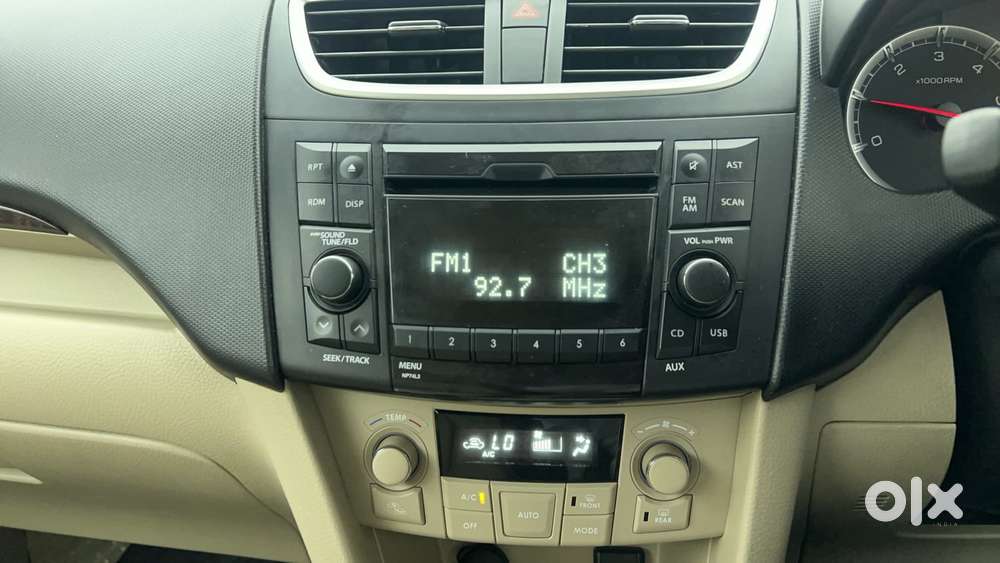 x1000RPM
0
2
3
4
RPT
RDM
DISP
AST
FM
AM
SCAN
SOUND
TUNE/FLD
VOL PUSH PWR
FM1 CH3
92.7 MHz
CD
USB
1 2 3 4 5 6
SEEK/TRACK
MENU
AUX
TEMP
LO
A/C
A/C
OFF
AUTO
FRONT
MODE
REAR
olx
INDIA